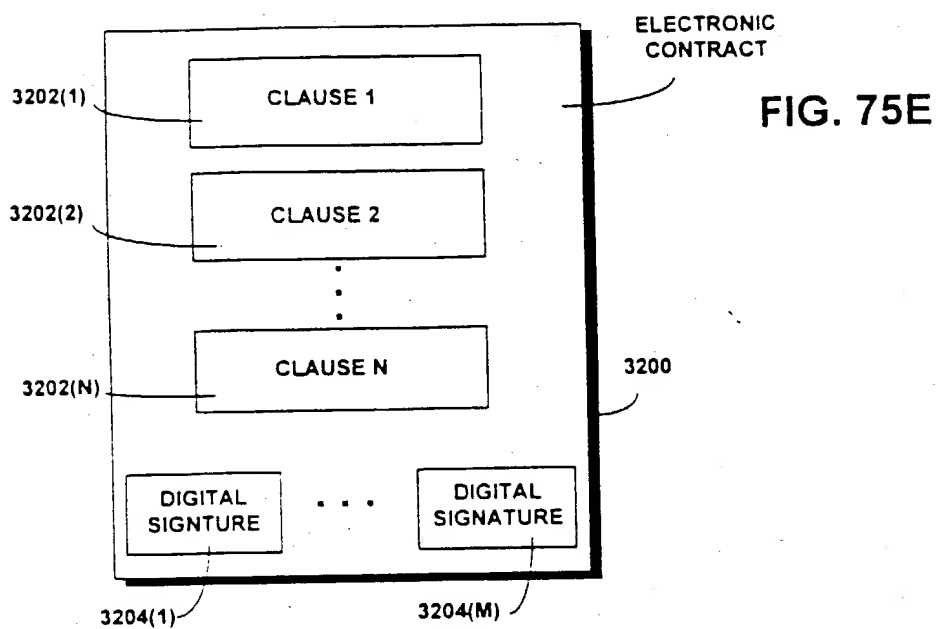 ELECTRONIC
CONTRACT
FIG. 75E
3202(1)
CLAUSE 1
3202(2)
CLAUSE 2
3202(N)
CLAUSE N
3200
DIGITAL
SIGNTURE
DIGITAL
SIGNATURE
3204(1)
3204(M)